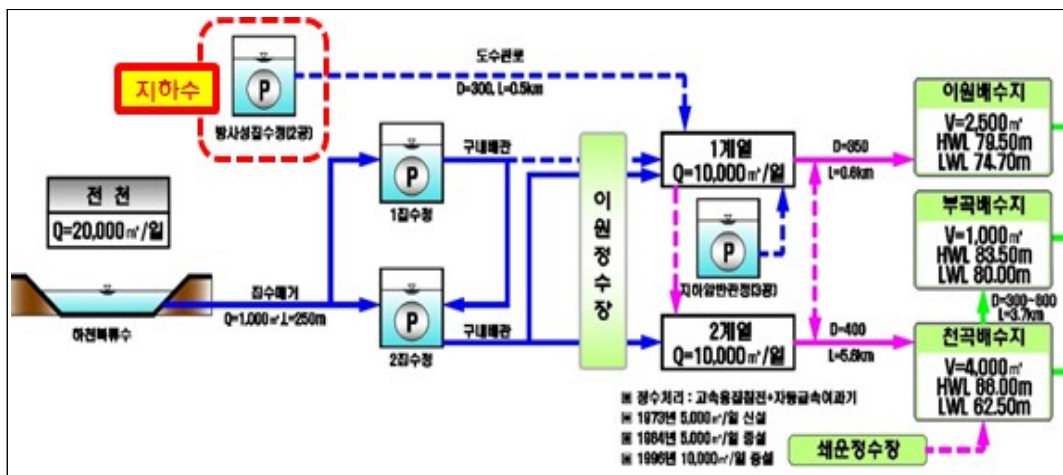 지하수
P
방사성집수정(2공)
도수관로
D=300, L=0.5km
전 천
Q=20,000㎥/일
하천복류수
집수매거
Q=1,000㎥.L=250m
P
1집수정
구내배관
P
2집수정
구내배관
이원정수장
1계열
Q=10,000㎥/일
P
지하암반관정(3공)
2계열
Q=10,000㎥/일
D=350
L=0.6km
D=400
L=5.6km
이원배수지
V=2,500㎥
HWL 79.50m
LWL 74.70m
부곡배수지
V=1,000㎥
HWL 83.50m
LWL 80.00m
D=300~600
L=3.7km
천곡배수지
V=4,000㎥
HWL 66.00m
LWL 62.50m
쇄운정수장
▣ 정수처리 : 고속응집침전+자동급속여과기
▣ 1973년 5,000㎥/일 신설
▣ 1984년 5,000㎥/일 증설
▣ 1996년 10,000㎥/일 증설